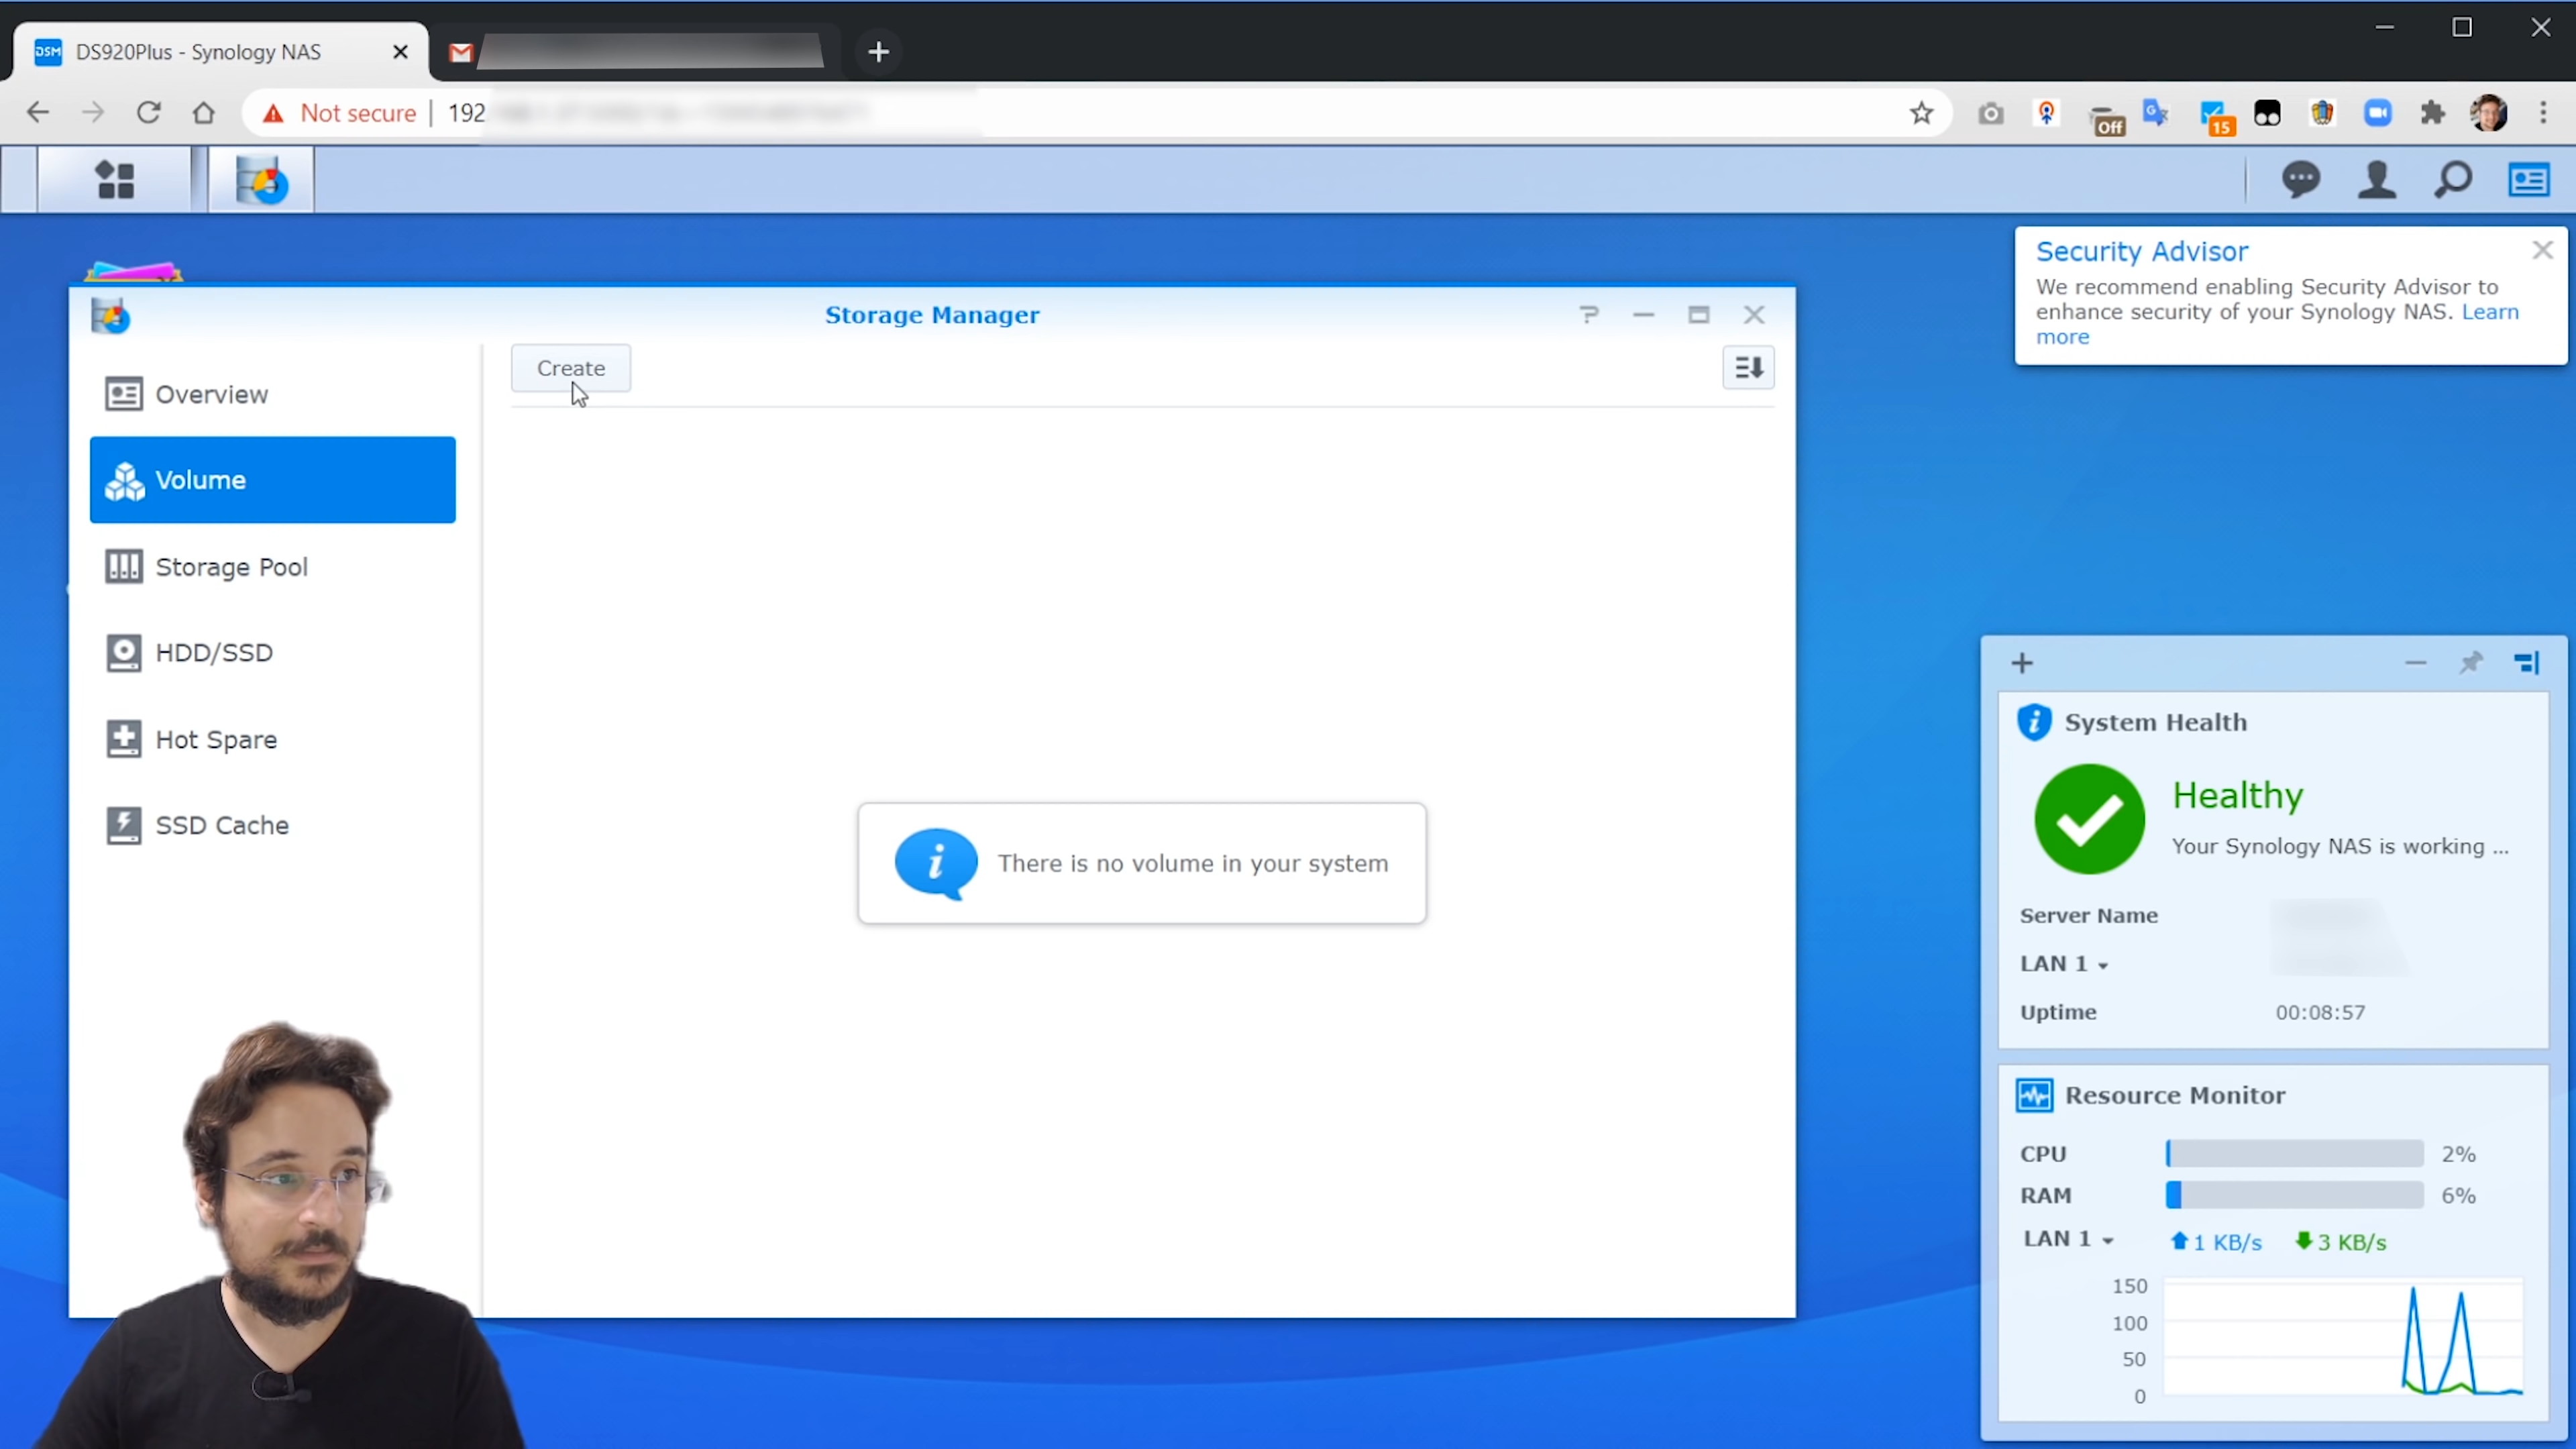 DSM DS920Plus - Synology NAS
Not secure 192
Off
15
Security Advisor
We recommend enabling Security Advisor to
enhance security of your Synology NAS. Learn
more
Storage Manager
Create
Overview
Volume
Storage Pool
HDD/SSD
Hot Spare
SSD Cache
There is no volume in your system
System Health
Healthy
Your Synology NAS is working ...
Server Name
LAN 1
Uptime 00:08:57
Resource Monitor
CPU 2%
RAM 6%
LAN 1 1 KB/s 3 KB/s
150
100
50
0